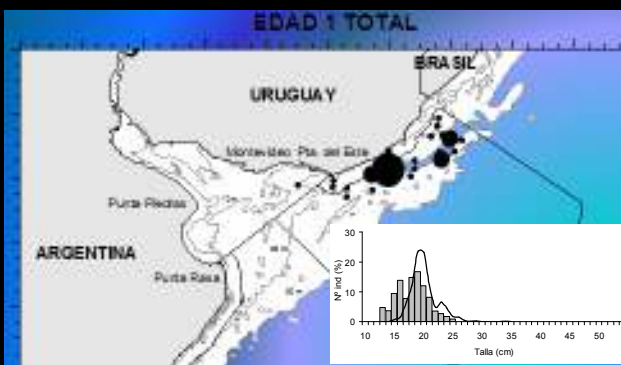 EDAD 1 TOTAL
BRASIL
URUGUAY
Montevideo Pta. del Este
Punta Piedras
ARGENTINA
Punta Rasa
Nº ind (%)
30
20
10
0
10 15 20 25 30 35 40 45 50
Talla (cm)